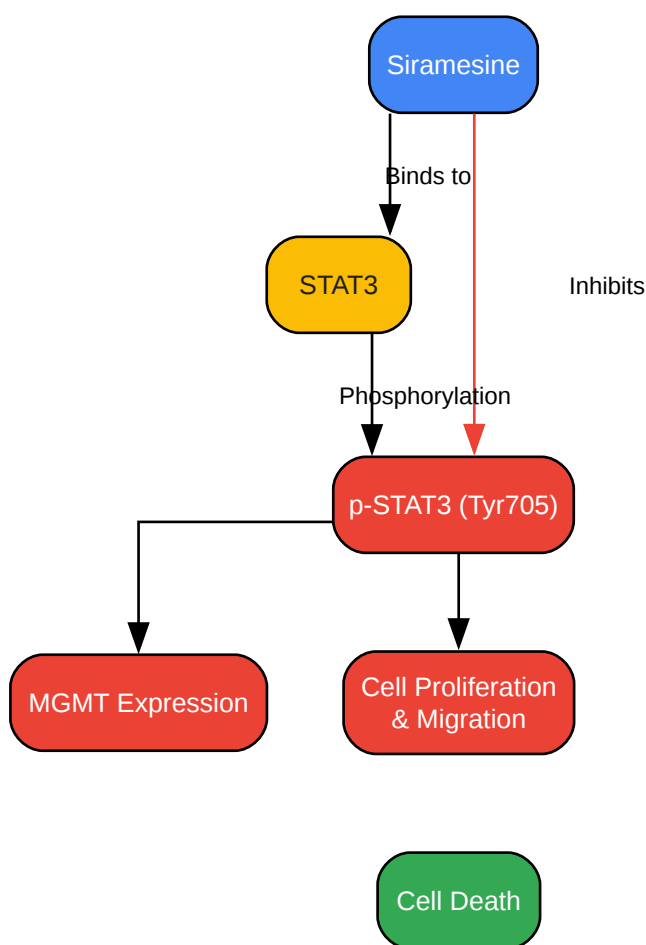 Siramesine
Binds to
STAT3
Inhibits
Phosphorylation
p-STAT3 (Tyr705)
MGMT Expression
Cell Proliferation
& Migration
Cell Death